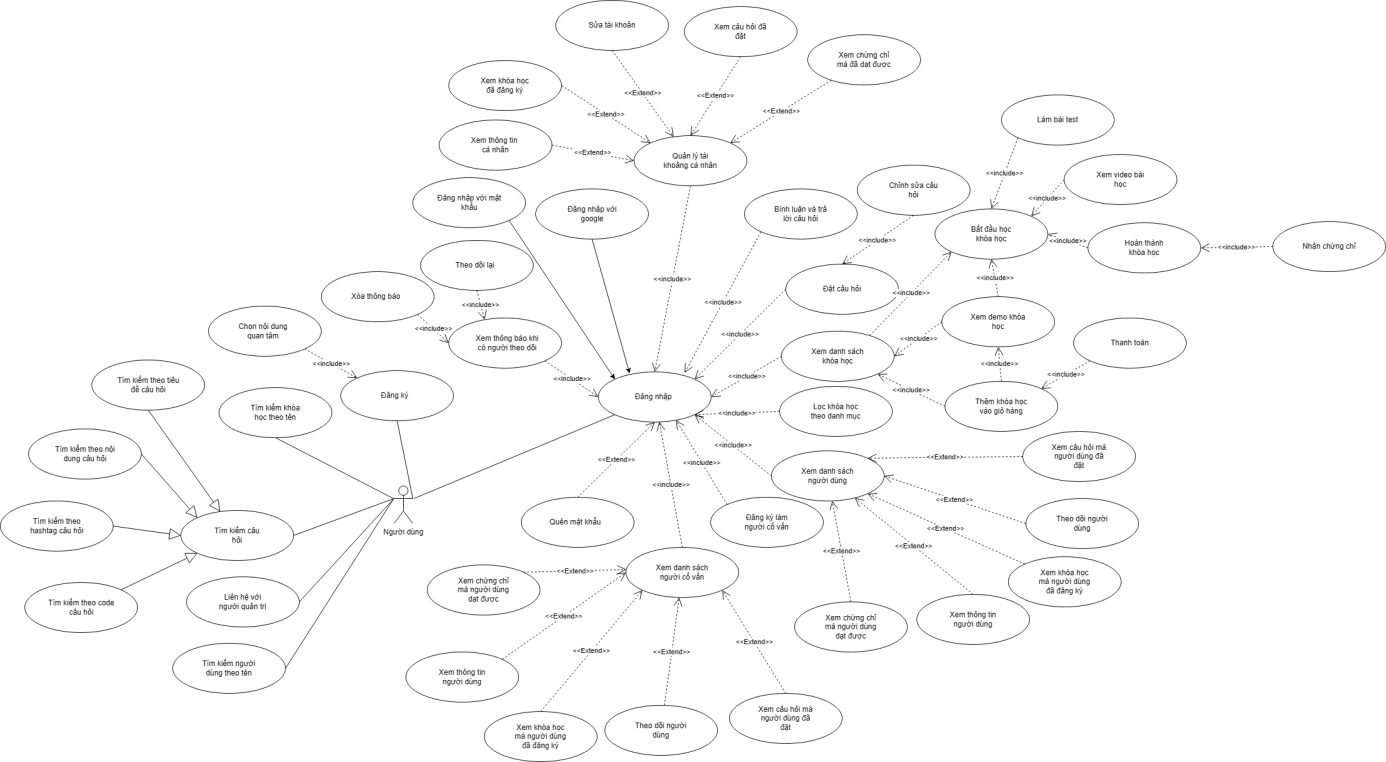 Sửa tài khoản
Xem câu hỏi đã
đặt
Xem chứng chỉ
mà đã dạt được
Xem khóa học
đã đăng ký
<<Extend>>
<<Extend>>
<<Extend>>
<<Extend>>
Làm bài test
Xem thông tin
cá nhân
<<Extend>>
Quản lý tài
khoảng cá nhân
<<include>>
Xem video bài
học
Đăng nhập với mật
khẩu
Đăng nhập với
google
Bình luận và trả
lời câu hỏi
Chỉnh sửa câu
hỏi
<<include>>
Bắt đầu học
khóa học
<<include>>
<<include>>
Hoàn thành
khóa học
<<include>>
Nhận chứng chỉ
Theo dõi lại
<<include>>
<<include>>
Đặt câu hỏi
<<include>>
<<include>>
Xóa thông báo
<<include>>
<<include>>
Xem demo khóa
học
Chọn nội dung
quan tâm
<<include>>
Xem thông báo khi
có người theo dõi
<<include>>
<<include>>
Xem danh sách
khóa học
<<include>>
Thanh toán
<<include>>
<<include>>
<<include>>
<<include>>
Tìm kiếm theo tiêu
đề câu hỏi
Đăng ký
<<include>>
Đăng nhập
<<include>>
Thêm khóa học
vào giỏ hàng
Tìm kiếm khóa
học theo tên
Lọc khóa học
theo danh mục
<<include>>
Tìm kiếm theo nội
dung câu hỏi
<<Extend>>
<<include>>
<<include>>
Xem danh sách
người dùng
<<Extend>>
Xem câu hỏi mà
người dùng đã
đặt
<<include>>
<<Extend>>
Tìm kiếm theo
hashtag câu hỏi
Tìm kiếm câu
hỏi
Người dùng
Quên mật khẩu
Đăng ký làm
người cố vấn
<<Extend>>
Theo dõi người
dùng
<<Extend>>
<<Extend>>
Xem danh sách
người cố vấn
<<Extend>>
Xem chứng chỉ
mà người dùng
dạt được
Xem khóa học
mà người dùng
đã đăng ký
Tìm kiếm theo code
câu hỏi
Liên hệ với
người quản trị
<<Extend>>
Xem chứng chỉ
mà người dùng
dạt được
Xem thông tin
người dùng
<<Extend>>
<<Extend>>
<<Extend>>
Tìm kiếm người
dùng theo tên
Xem thông tin
người dùng
Xem khóa học
mà người dùng
đã đăng ký
Theo dõi người
dùng
Xem câu hỏi mà
người dùng đã
đặt